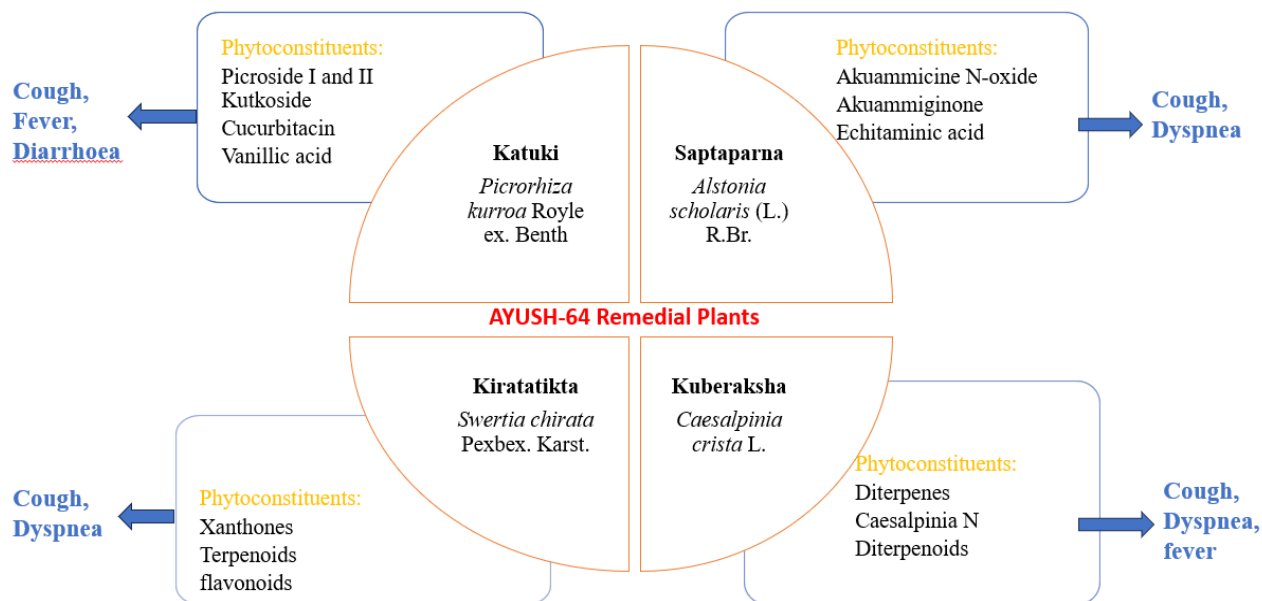 Phytoconstituents:
Picroside I and II
Kutkoside
Cucurbitacin
Vanillic acid
Cough,
Fever,
Diarrhoea
Katuki
Picrorhiza
kurroa Royle
ex. Benth
Saptaparna
Alstonia
scholaris (L.)
R.Br.
Phytoconstituents:
Akuammicine N-oxide
Akuammiginone
Echitaminic acid
Cough,
Dyspnea
AYUSH-64 Remedial Plants
Kiratatikta
Swertia chirata
Pexbex. Karst.
Phytoconstituents:
Xanthones
Terpenoids
flavonoids
Cough,
Dyspnea
Kuberaksha
Caesalpinia
crista L.
Phytoconstituents:
Diterpenes
Caesalpinia N
Diterpenoids
Cough,
Dyspnea,
fever